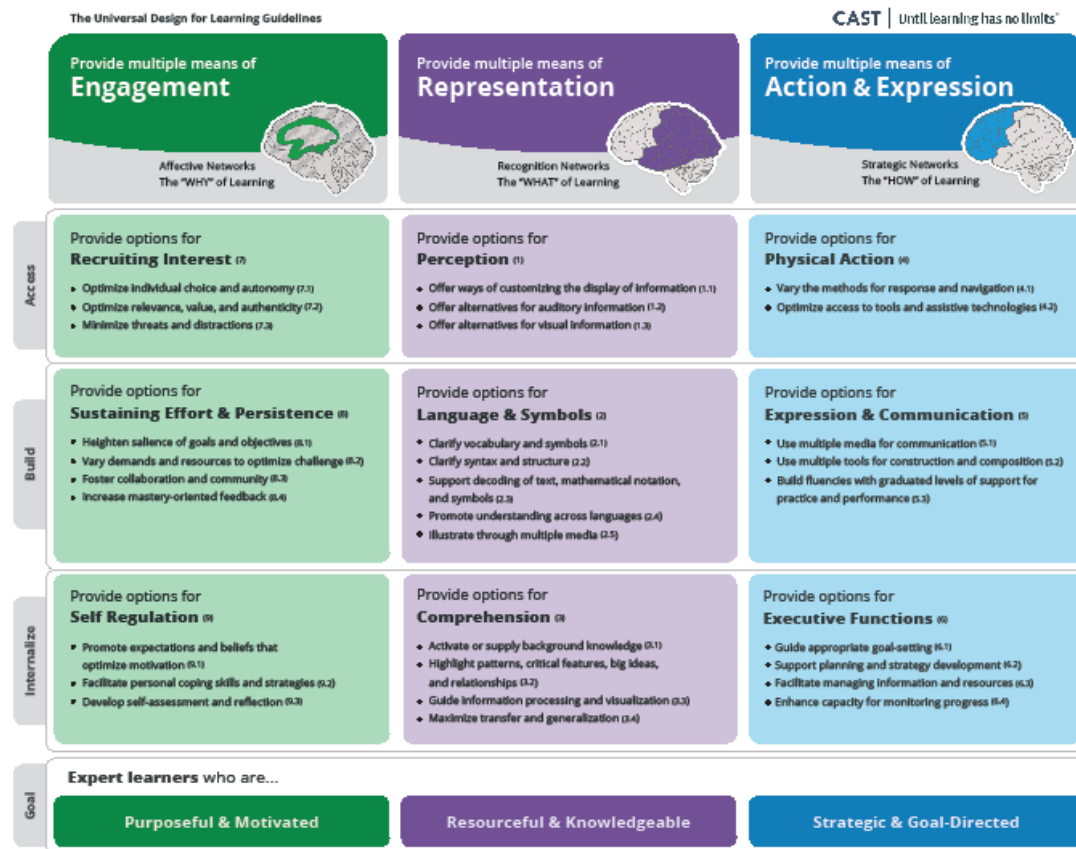 The Universal Design for Learning Guidelines
CAST | Until learning has no limits
Provide multiple means of
Engagement
Affective Networks
The "WHY" of Learning
Provide multiple means of
Representation
Recognition Networks
The "WHAT" of Learning
Provide multiple means of
Action & Expression
Strategic Networks
The "HOW" of Learning
Access
Provide options for
Recruiting Interest (7)
• Optimize individual choice and autonomy (7.1)
• Optimize relevance, value, and authenticity (7.2)
• Minimize threats and distractions (7.3)
Provide options for
Perception (1)
• Offer ways of customizing the display of information (1.1)
• Offer alternatives for auditory information (1.2)
• Offer alternatives for visual information (1.3)
Provide options for
Physical Action (4)
• Vary the methods for response and navigation (4.1)
• Optimize access to tools and assistive technologies (4.2)
Build
Provide options for
Sustaining Effort & Persistence (8)
• Heighten salience of goals and objectives (8.1)
• Vary demands and resources to optimize challenge (8.2)
• Foster collaboration and community (8.3)
• Increase mastery-oriented feedback (8.4)
Provide options for
Language & Symbols (2)
• Clarify vocabulary and symbols (2.1)
• Clarify syntax and structure (2.2)
• Support decoding of text, mathematical notation,
and symbols (2.3)
• Promote understanding across languages (2.4)
• Illustrate through multiple media (2.5)
Provide options for
Expression & Communication (5)
• Use multiple media for communication (5.1)
• Use multiple tools for construction and composition (5.2)
• Build fluencies with graduated levels of support for
practice and performance (5.3)
Internalize
Provide options for
Self Regulation (9)
• Promote expectations and beliefs that
optimize motivation (9.1)
• Facilitate personal coping skills and strategies (9.2)
• Develop self-assessment and reflection (9.3)
Provide options for
Comprehension (3)
• Activate or supply background knowledge (3.1)
• Highlight patterns, critical features, big ideas,
and relationships (3.2)
• Guide information processing and visualization (3.3)
• Maximize transfer and generalization (3.4)
Provide options for
Executive Functions (6)
• Guide appropriate goal-setting (6.1)
• Support planning and strategy development (6.2)
• Facilitate managing information and resources (6.3)
• Enhance capacity for monitoring progress (6.4)
Goal
Expert learners who are...
Purposeful & Motivated
Resourceful & Knowledgeable
Strategic & Goal-Directed